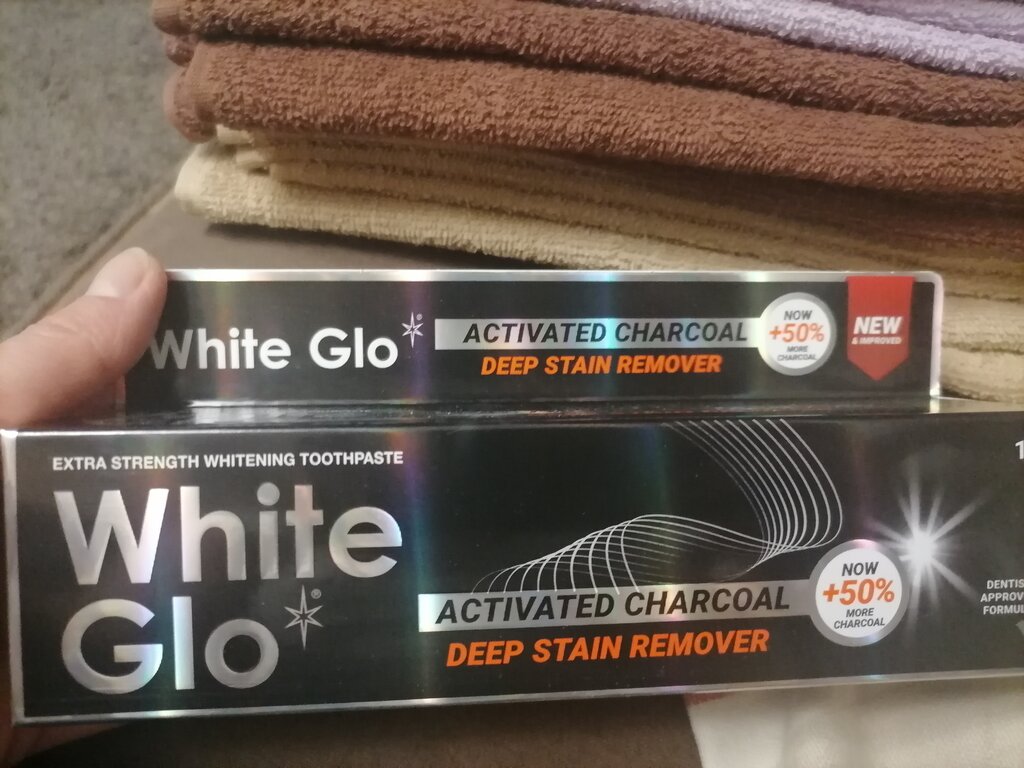 White Glo®
ACTIVATED CHARCOAL
DEEP STAIN REMOVER
NOW
+50%
MORE
CHARCOAL
NEW
& IMPROVED
EXTRA STRENGTH WHITENING TOOTHPASTE
White
Glo®
ACTIVATED CHARCOAL
DEEP STAIN REMOVER
NOW
+50%
MORE
CHARCOAL
1